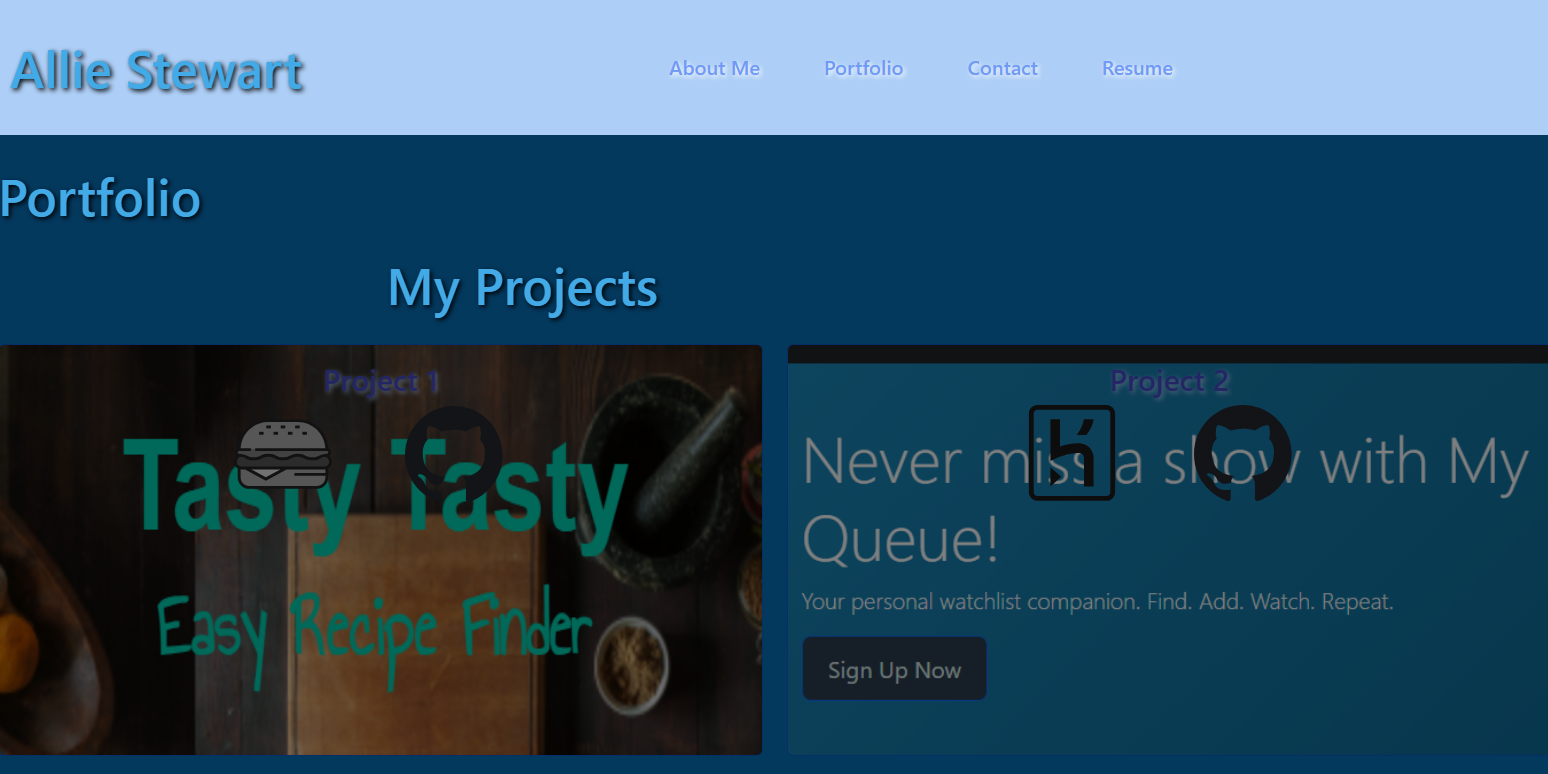 Allie Stewart
About Me Portfolio Contact Resume
Portfolio
My Projects
Project 1
Tasty Tasty
Easy Recipe Finder
Project 2
Never miss a show with My
Queue!
Your personal watchlist companion. Find. Add. Watch. Repeat.
Sign Up Now